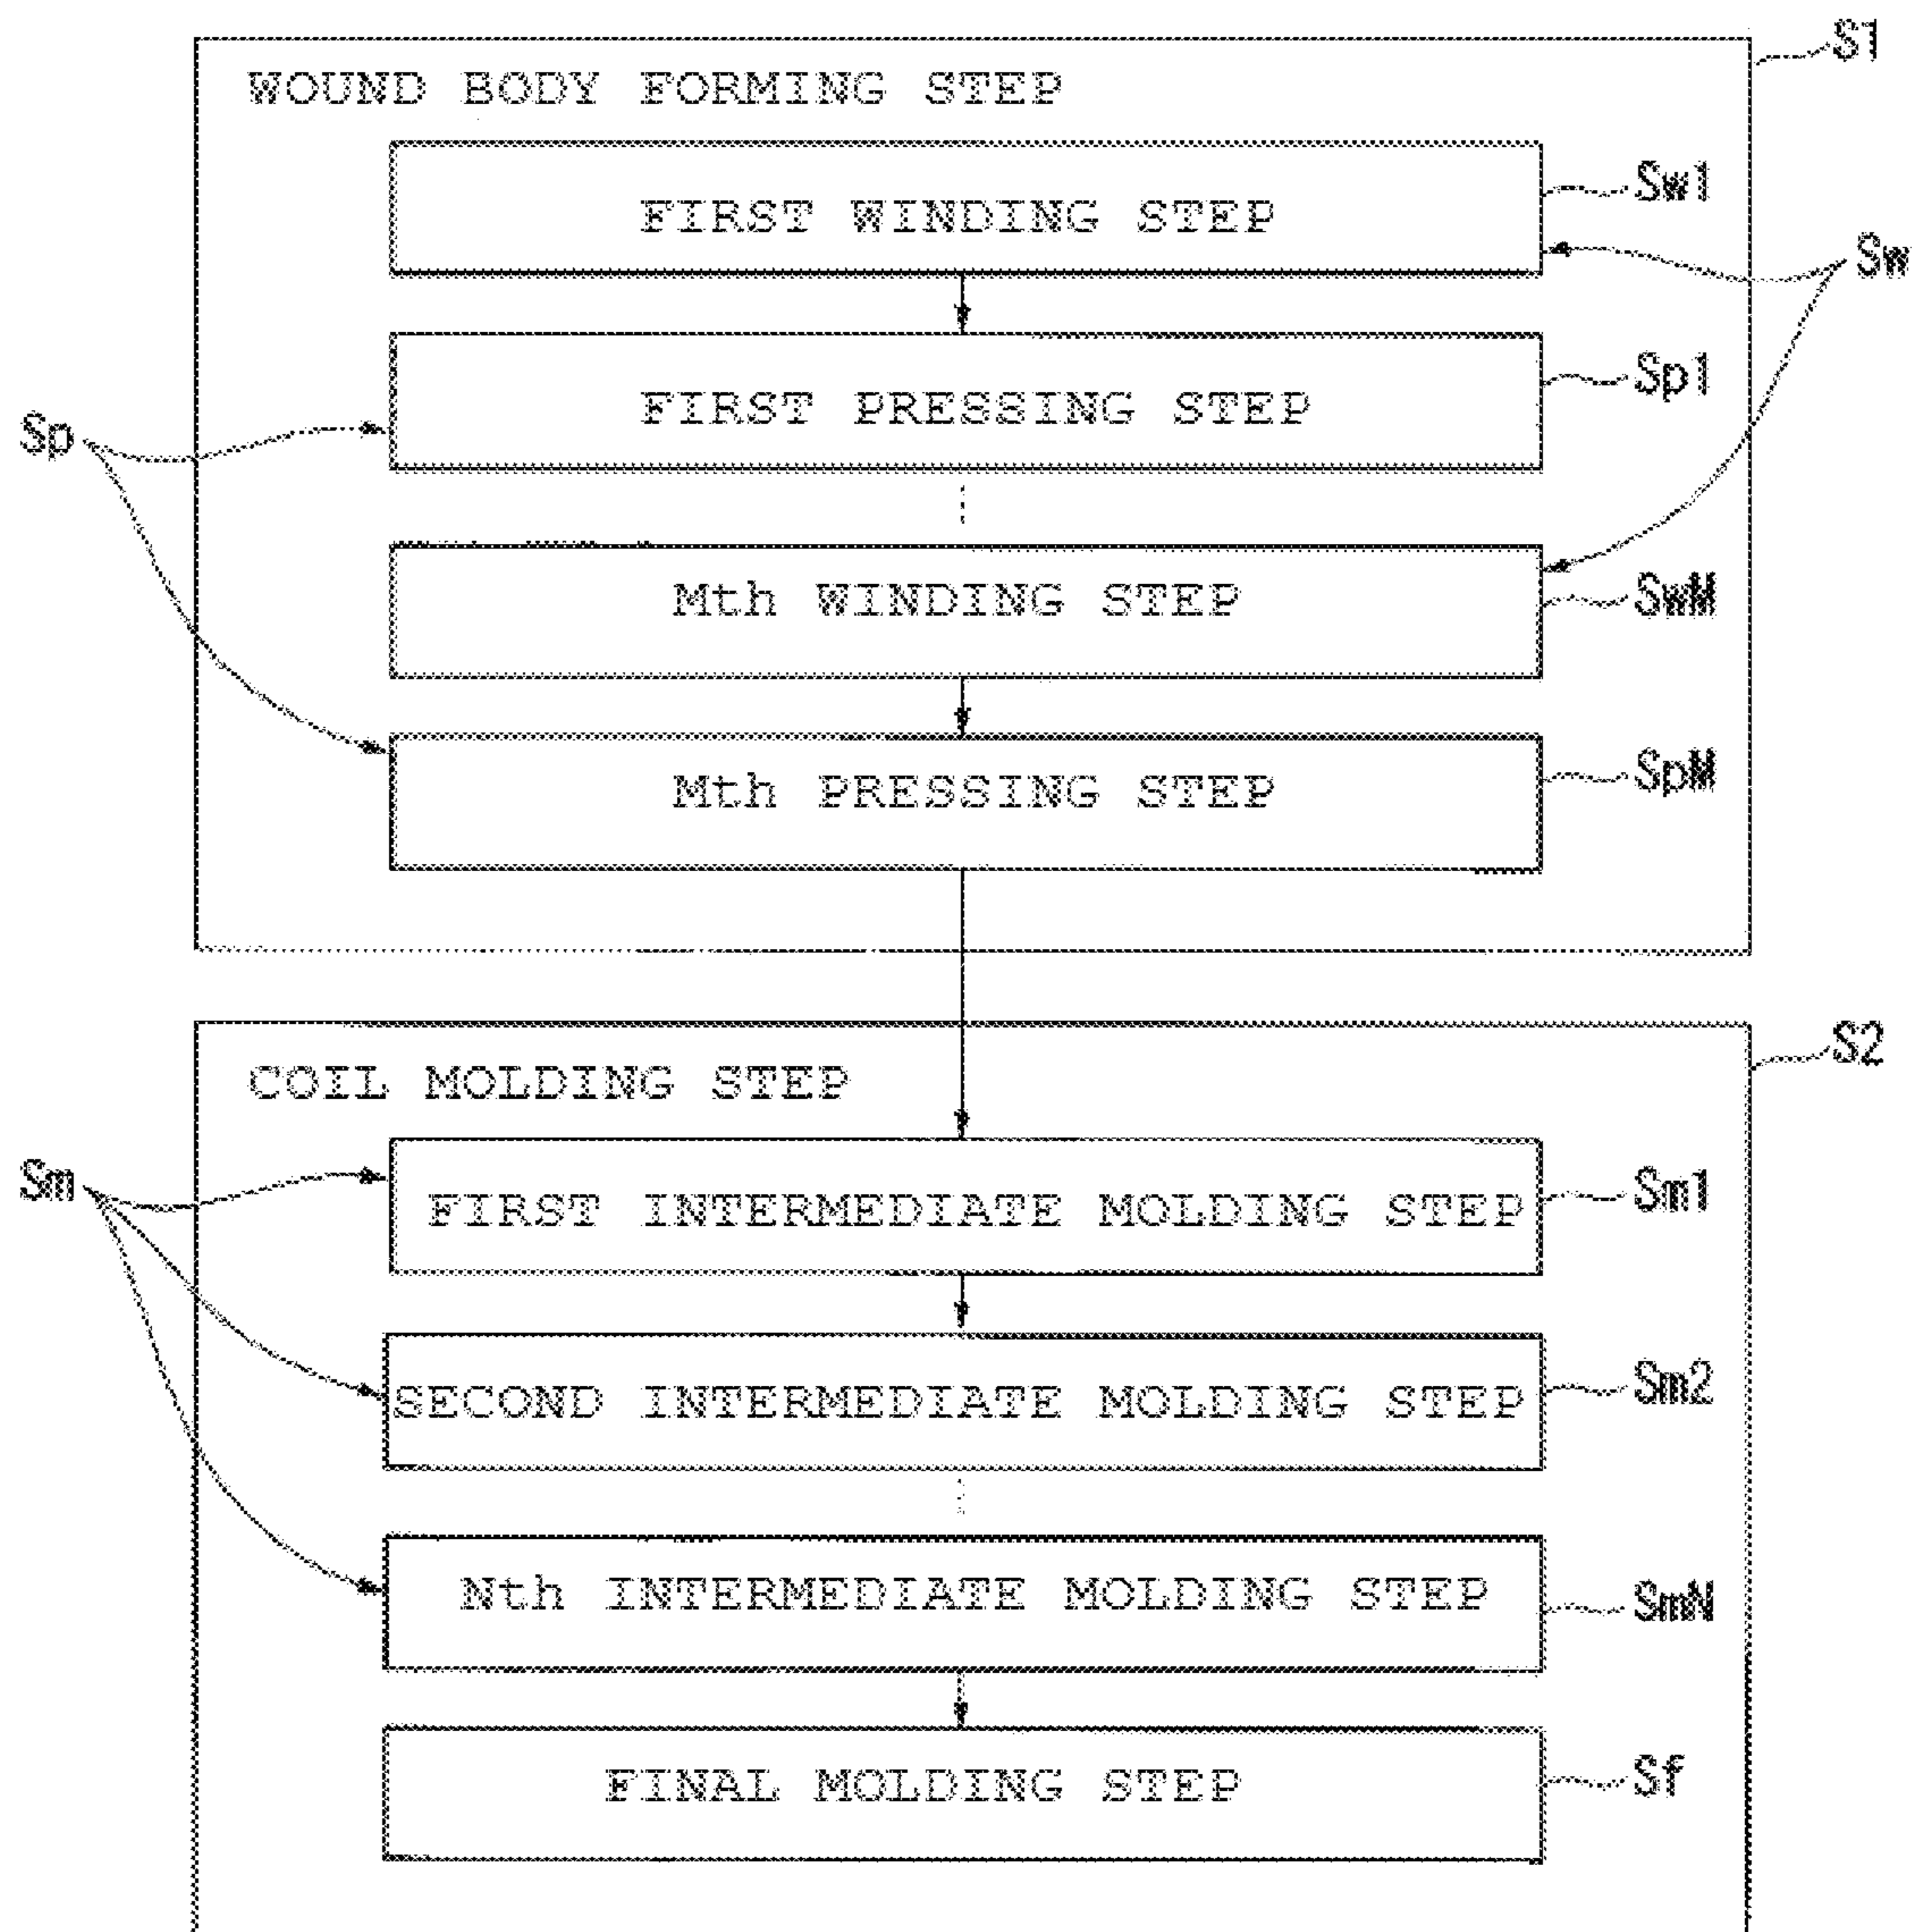 S1
WOUND BODY FORMING STEP
Sw1
FIRST WINDING STEP
Sw
Sp1
FIRST PRESSING STEP
Sp
Mth WINDING STEP
SwM
SpM
Mth PRESSING STEP
S2
COIL MOLDING STEP
Sm
Sm1
FIRST INTERMEDIATE MOLDING STEP
Sm2
SECOND INTERMEDIATE MOLDING STEP
Nth INTERMEDIATE MOLDING STEP
SmN
FINAL MOLDING STEP
Sf